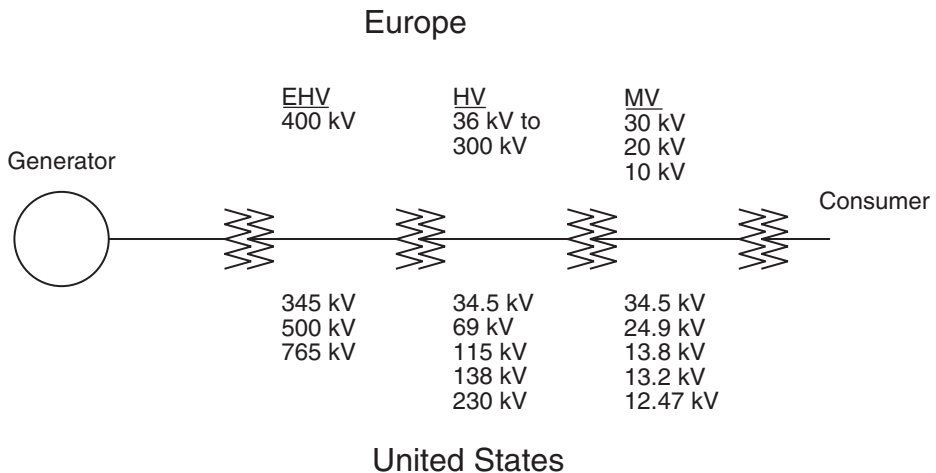 Europe
EHV
400 kV
HV
36 kV to
300 kV
MV
30 kV
20 kV
10 kV
Generator
Consumer
345 kV
500 kV
765 kV
34.5 kV
69 kV
115 kV
138 kV
230 kV
34.5 kV
24.9 kV
13.8 kV
13.2 kV
12.47 kV
United States